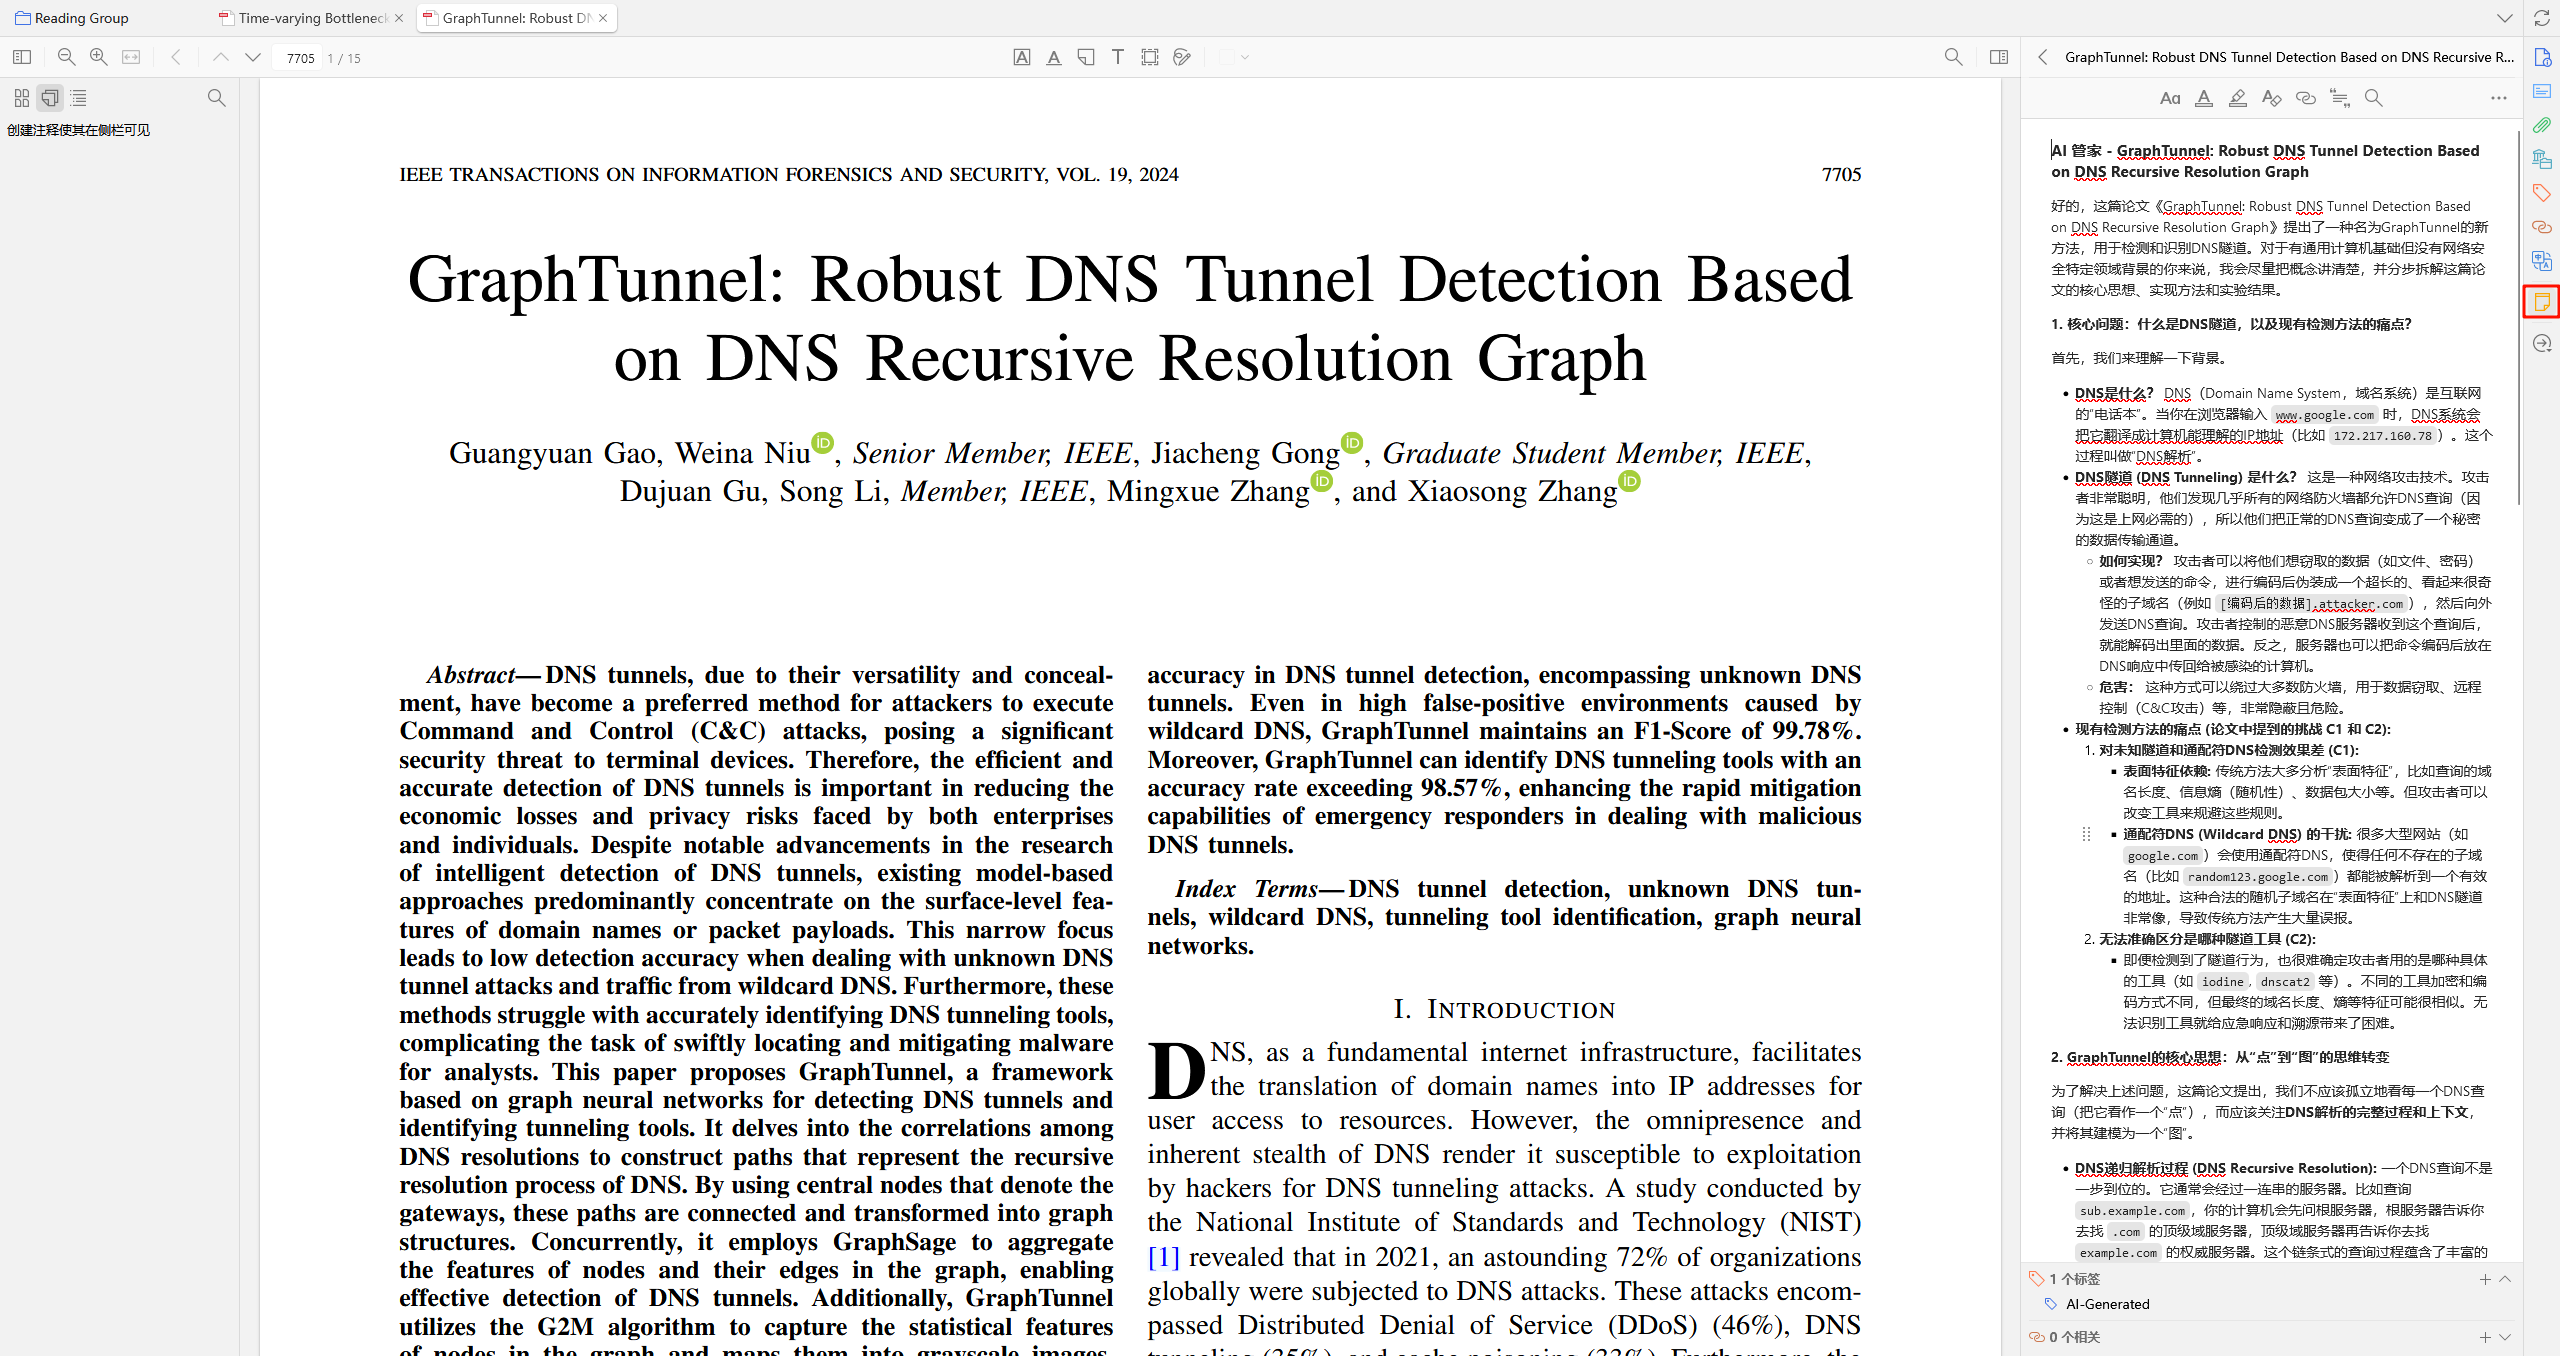 Reading Group
Time-varying Bottleneck
GraphTunnel: Robust DN
7705
1 / 15
GraphTunnel: Robust DNS Tunnel Detection Based on DNS Recursive R...
创建注释使其在侧栏可见
IEEE TRANSACTIONS ON INFORMATION FORENSICS AND SECURITY, VOL. 19, 2024
7705
GraphTunnel: Robust DNS Tunnel Detection Based
on DNS Recursive Resolution Graph
Guangyuan Gao, Weina Niu, Senior Member, IEEE, Jiacheng Gong, Graduate Student Member, IEEE,
Dujuan Gu, Song Li, Member, IEEE, Mingxue Zhang, and Xiaosong Zhang
Abstract—DNS tunnels, due to their versatility and conceal-
ment, have become a preferred method for attackers to execute
Command and Control (C&C) attacks, posing a significant
security threat to terminal devices. Therefore, the efficient and
accurate detection of DNS tunnels is important in reducing the
economic losses and privacy risks faced by both enterprises
and individuals. Despite notable advancements in the research
of intelligent detection of DNS tunnels, existing model-based
approaches predominantly concentrate on the surface-level fea-
tures of domain names or packet payloads. This narrow focus
leads to low detection accuracy when dealing with unknown DNS
tunnel attacks and traffic from wildcard DNS. Furthermore, these
methods struggle with accurately identifying DNS tunneling tools,
complicating the task of swiftly locating and mitigating malware
for analysts. This paper proposes GraphTunnel, a framework
based on graph neural networks for detecting DNS tunnels and
identifying tunneling tools. It delves into the correlations among
DNS resolutions to construct paths that represent the recursive
resolution process of DNS. By using central nodes that denote the
gateways, these paths are connected and transformed into graph
structures. Concurrently, it employs GraphSage to aggregate
the features of nodes and their edges in the graph, enabling
effective detection of DNS tunnels. Additionally, GraphTunnel
utilizes the G2M algorithm to capture the statistical features
of nodes in the graph and maps them into grayscale images,
accuracy in DNS tunnel detection, encompassing unknown DNS
tunnels. Even in high false-positive environments caused by
wildcard DNS, GraphTunnel maintains an F1-Score of 99.78%.
Moreover, GraphTunnel can identify DNS tunneling tools with an
accuracy rate exceeding 98.57%, enhancing the rapid mitigation
capabilities of emergency responders in dealing with malicious
DNS tunnels.
Index Terms—DNS tunnel detection, unknown DNS tun-
nels, wildcard DNS, tunneling tool identification, graph neural
networks.
I. INTRODUCTION
DNS, as a fundamental internet infrastructure, facilitates
the translation of domain names into IP addresses for
user access to resources. However, the omnipresence and
inherent stealth of DNS render it susceptible to exploitation
by hackers for DNS tunneling attacks. A study conducted by
the National Institute of Standards and Technology (NIST)
[1] revealed that in 2021, an astounding 72% of organizations
globally were subjected to DNS attacks. These attacks encom-
passed Distributed Denial of Service (DDoS) (46%), DNS
tunneling (35%), and cache poisoning (33%). Furthermore, the
AI 管家 - GraphTunnel: Robust DNS Tunnel Detection Based
on DNS Recursive Resolution Graph
好的，这篇论文《GraphTunnel: Robust DNS Tunnel Detection Based
on DNS Recursive Resolution Graph》提出了一种名为GraphTunnel的新
方法，用于检测和识别DNS隧道。对于有通用计算机基础但没有网络安
全特定领域背景的你来说，我会尽量把概念讲清楚，并分步拆解这篇论
文的核心思想、实现方法和实验结果。
1. 核心问题：什么是DNS隧道，以及现有检测方法的痛点？
首先，我们来理解一下背景。
• DNS是什么？ DNS（Domain Name System，域名系统）是互联网
的“电话本”。当你在浏览器输入 www.google.com 时，DNS系统会
把它翻译成计算机能理解的IP地址（比如 172.217.160.78 ）。这个
过程叫做“DNS解析”。
• DNS隧道 (DNS Tunneling) 是什么？ 这是一种网络攻击技术。攻击
者非常聪明，他们发现几乎所有的网络防火墙都允许DNS查询（因
为这是上网必需的），所以他们把正常的DNS查询变成了一个秘密
的数据传输通道。
○ 如何实现？ 攻击者可以将他们想窃取的数据（如文件、密码）
或者想发送的命令，进行编码后伪装成一个超长的、看起来很奇
怪的子域名（例如 [编码后的数据].attacker.com ），然后向外
发送DNS查询。攻击者控制的恶意DNS服务器收到这个查询后，
就能解码出里面的数据。反之，服务器也可以把命令编码后放在
DNS响应中传回给被感染的计算机。
○ 危害： 这种方式可以绕过大多数防火墙，用于数据窃取、远程
控制（C&C攻击）等，非常隐蔽且危险。
• 现有检测方法的痛点 (论文中提到的挑战 C1 和 C2):
1. 对未知隧道和通配符DNS检测效果差 (C1):
▪ 表面特征依赖: 传统方法大多分析“表面特征”，比如查询的域
名长度、信息熵（随机性）、数据包大小等。但攻击者可以
改变工具来规避这些规则。
▪ 通配符DNS (Wildcard DNS) 的干扰: 很多大型网站（如
google.com ）会使用通配符DNS，使得任何不存在的子域
名（比如 random123.google.com ）都能被解析到一个有效
的地址。这种合法的随机子域名在“表面特征”上和DNS隧道
非常像，导致传统方法产生大量误报。
2. 无法准确区分是哪种隧道工具 (C2):
▪ 即便检测到了隧道行为，也很难确定攻击者用的是哪种具体
的工具（如 iodine, dnscat2 等）。不同的工具加密和编
码方式不同，但最终的域名长度、熵等特征可能很相似。无
法识别工具就给应急响应和溯源带来了困难。
2. GraphTunnel的核心思想：从“点”到“图”的思维转变
为了解决上述问题，这篇论文提出，我们不应该孤立地看每一个DNS查
询（把它看作一个“点”），而应该关注DNS解析的完整过程和上下文，
并将其建模为一个“图”。
• DNS递归解析过程 (DNS Recursive Resolution): 一个DNS查询不是
一步到位的。它通常会经过一连串的服务器。比如查询
sub.example.com ，你的计算机会先问根服务器，根服务器告诉你
去找 .com 的顶级域服务器，顶级域服务器再告诉你去找
example.com 的权威服务器。这个链条式的查询过程蕴含了丰富的
1 个标签
AI-Generated
0 个相关